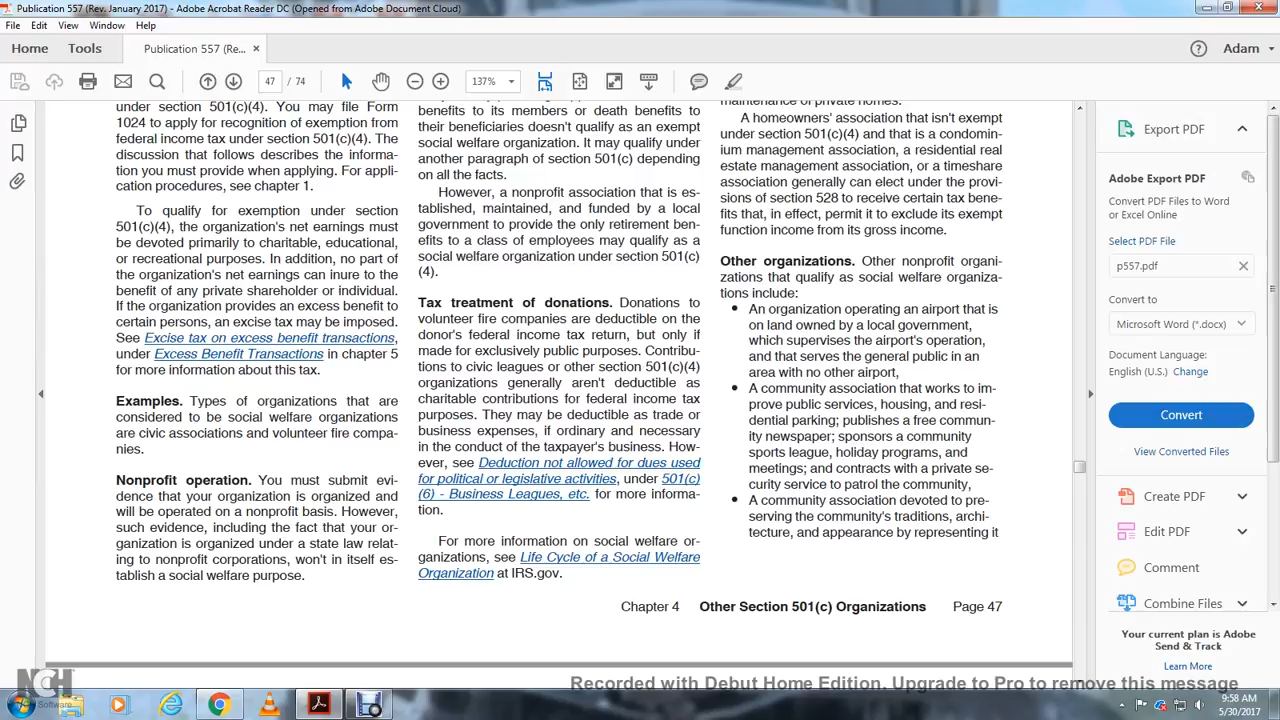 Publication 557 (Rev. January 2017) - Adobe Acrobat Reader DC (Opened from Adobe Document Cloud)
File Edit View Window Help
Home Tools Publication 557 (Re... × Adam
47 / 74 137%
under section 501(c)(4). You may file Form
1024 to apply for recognition of exemption from
federal income tax under section 501(c)(4). The
discussion that follows describes the informa-
tion you must provide when applying. For appli-
cation procedures, see chapter 1.
To qualify for exemption under section
501(c)(4), the organization's net earnings must
be devoted primarily to charitable, educational,
or recreational purposes. In addition, no part of
the organization's net earnings can inure to the
benefit of any private shareholder or individual.
If the organization provides an excess benefit to
certain persons, an excise tax may be imposed.
See Excise tax on excess benefit transactions,
under Excess Benefit Transactions in chapter 5
for more information about this tax.
Examples. Types of organizations that are
considered to be social welfare organizations
are civic associations and volunteer fire compa-
nies.
Nonprofit operation. You must submit evi-
dence that your organization is organized and
will be operated on a nonprofit basis. However,
such evidence, including the fact that your or-
ganization is organized under a state law relat-
ing to nonprofit corporations, won't in itself es-
tablish a social welfare purpose.
benefits to its members or death benefits to
their beneficiaries doesn't qualify as an exempt
social welfare organization. It may qualify under
another paragraph of section 501(c) depending
on all the facts.
However, a nonprofit association that is es-
tablished, maintained, and funded by a local
government to provide the only retirement ben-
efits to a class of employees may qualify as a
social welfare organization under section 501(c)
(4).
Tax treatment of donations. Donations to
volunteer fire companies are deductible on the
donor's federal income tax return, but only if
made for exclusively public purposes. Contribu-
tions to civic leagues or other section 501(c)(4)
organizations generally aren't deductible as
charitable contributions for federal income tax
purposes. They may be deductible as trade or
business expenses, if ordinary and necessary
in the conduct of the taxpayer's business. How-
ever, see Deduction not allowed for dues used
for political or legislative activities, under 501(c)
(6) - Business Leagues, etc. for more informa-
tion.
For more information on social welfare or-
ganizations, see Life Cycle of a Social Welfare
Organization at IRS.gov.
maintenance of private homes.
A homeowners' association that isn't exempt
under section 501(c)(4) and that is a condomin-
ium management association, a residential real
estate management association, or a timeshare
association generally can elect under the provi-
sions of section 528 to receive certain tax bene-
fits that, in effect, permit it to exclude its exempt
function income from its gross income.
Other organizations. Other nonprofit organi-
zations that qualify as social welfare organiza-
tions include:
• An organization operating an airport that is
on land owned by a local government,
which supervises the airport's operation,
and that serves the general public in an
area with no other airport,
• A community association that works to im-
prove public services, housing, and resi-
dential parking; publishes a free commun-
ity newspaper; sponsors a community
sports league, holiday programs, and
meetings; and contracts with a private se-
curity service to patrol the community,
• A community association devoted to pre-
serving the community's traditions, archi-
tecture, and appearance by representing it
Chapter 4 Other Section 501(c) Organizations Page 47
Export PDF
Adobe Export PDF
Convert PDF Files to Word
or Excel Online
Select PDF File
p557.pdf ×
Convert to
Microsoft Word (*.docx)
Document Language:
English (U.S.) Change
Convert
View Converted Files
Create PDF
Edit PDF
Comment
Combine Files
Your current plan is Adobe
Send & Track
Learn More
NCH
Software
Recorded with Debut Home Edition. Upgrade to Pro to remove this message
9:58 AM
5/30/2017